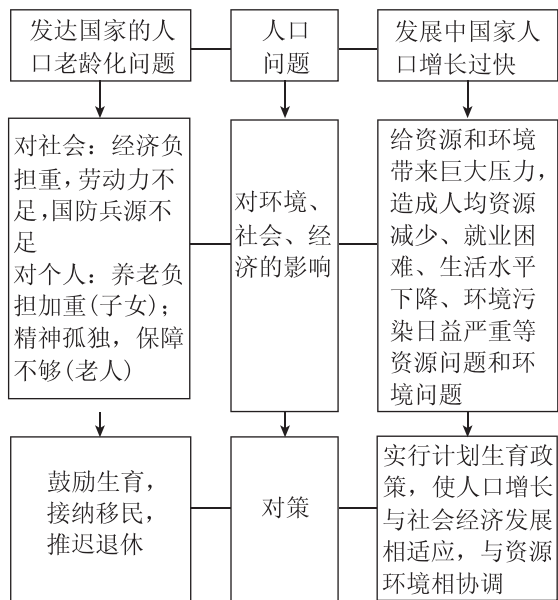 发达国家的人
口老龄化问题
人口
问题
发展中国家人
口增长过快
对社会：经济负
担重，劳动力不
足，国防兵源不
足
对个人：养老负
担加重(子女)；
精神孤独，保障
不够(老人)
对环境、
社会、经
济的影响
给资源和环境
带来巨大压力，
造成人均资源
减少、就业困
难、生活水平
下降、环境污
染日益严重等
资源问题和环
境问题
鼓励生育，
接纳移民，
推迟退休
对策
实行计划生育政
策，使人口增长
与社会经济发展
相适应，与资源
环境相协调